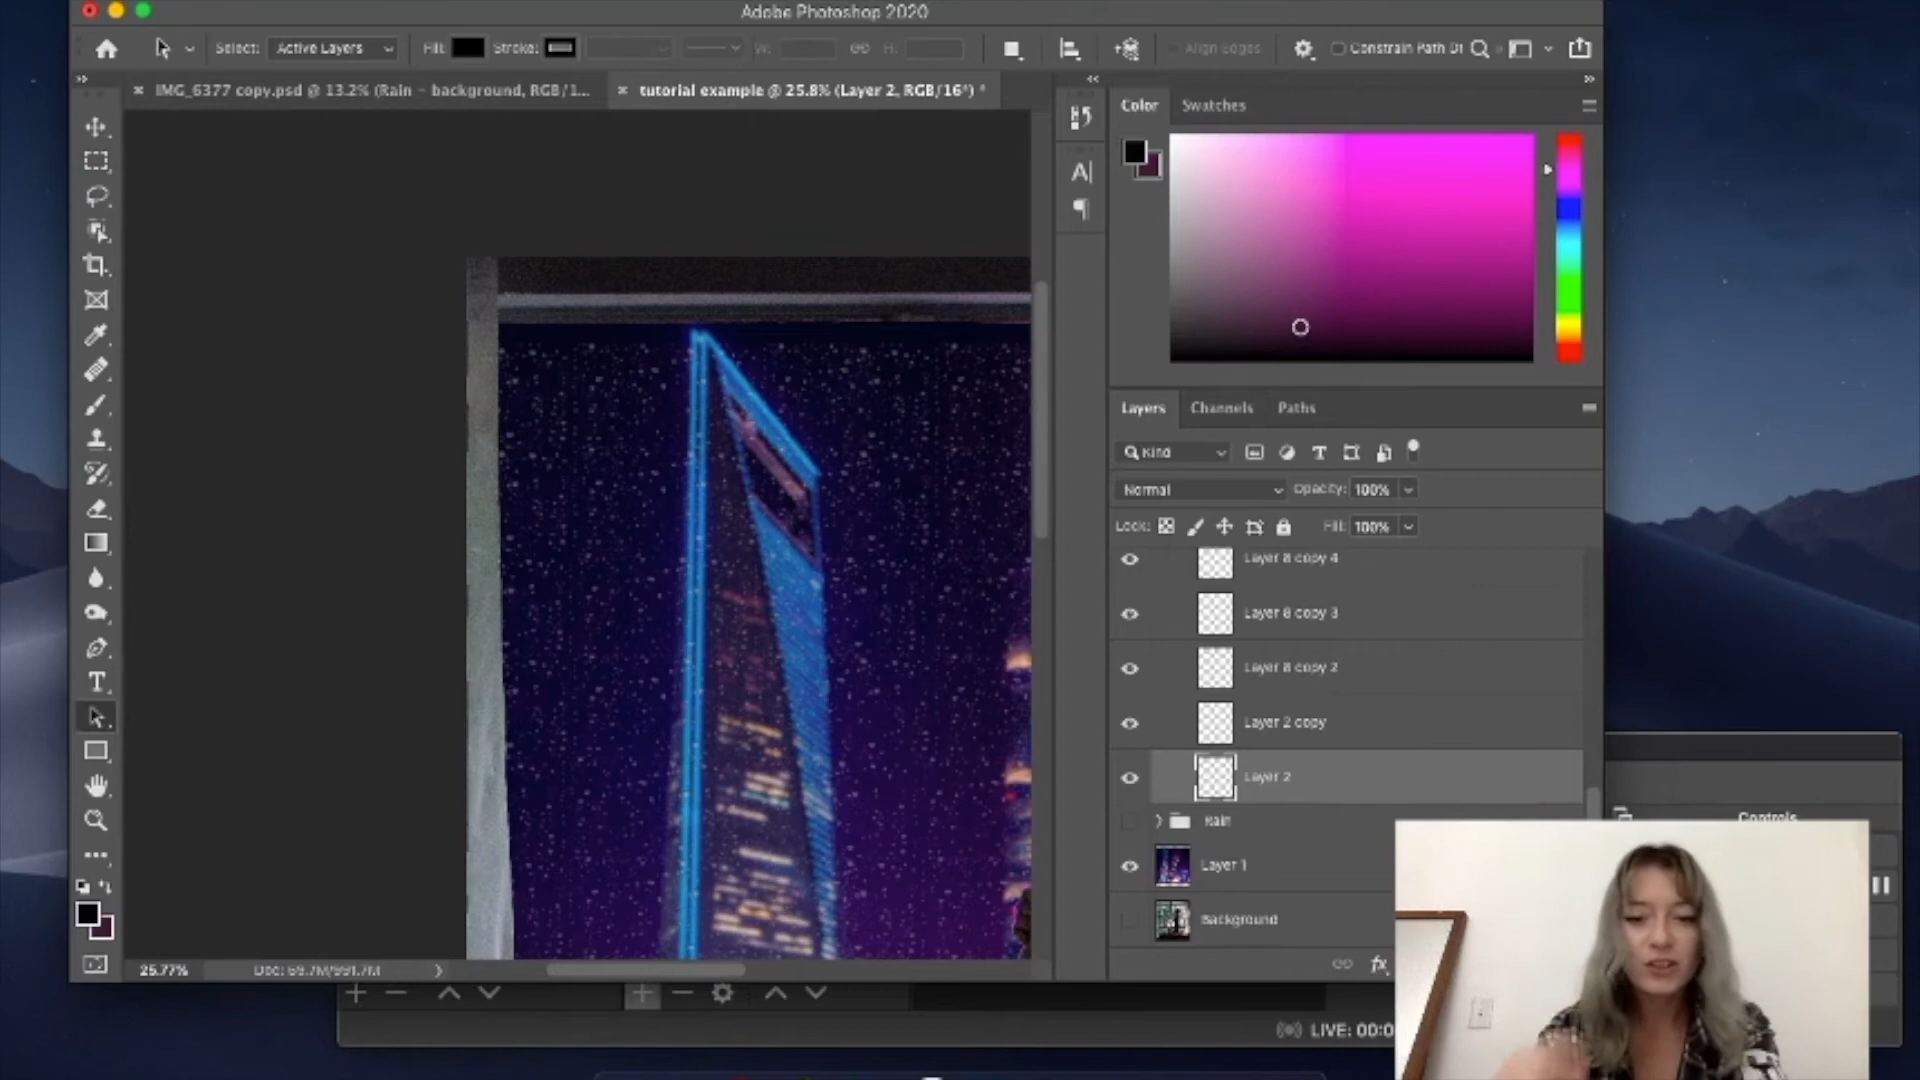 Adobe Photoshop 2020
Select: Active Layers Fill: Stroke: W: H: Align Edges Constrain Path Dr
IMG_6377 copy.psd @ 13.2% (Rain - background, RGB/1... tutorial example @ 25.8% (Layer 2, RGB/16*) *
Color Swatches
Layers Channels Paths
Kind
Normal Opacity: 100%
Lock: Fill: 100%
Layer 8 copy 4
Layer 8 copy 3
Layer 8 copy 2
Layer 2 copy
Layer 2
Rain
Layer 1
Background
Controls
25.77% Doc: 69.7M/991.7M
fx
LIVE: 00:0